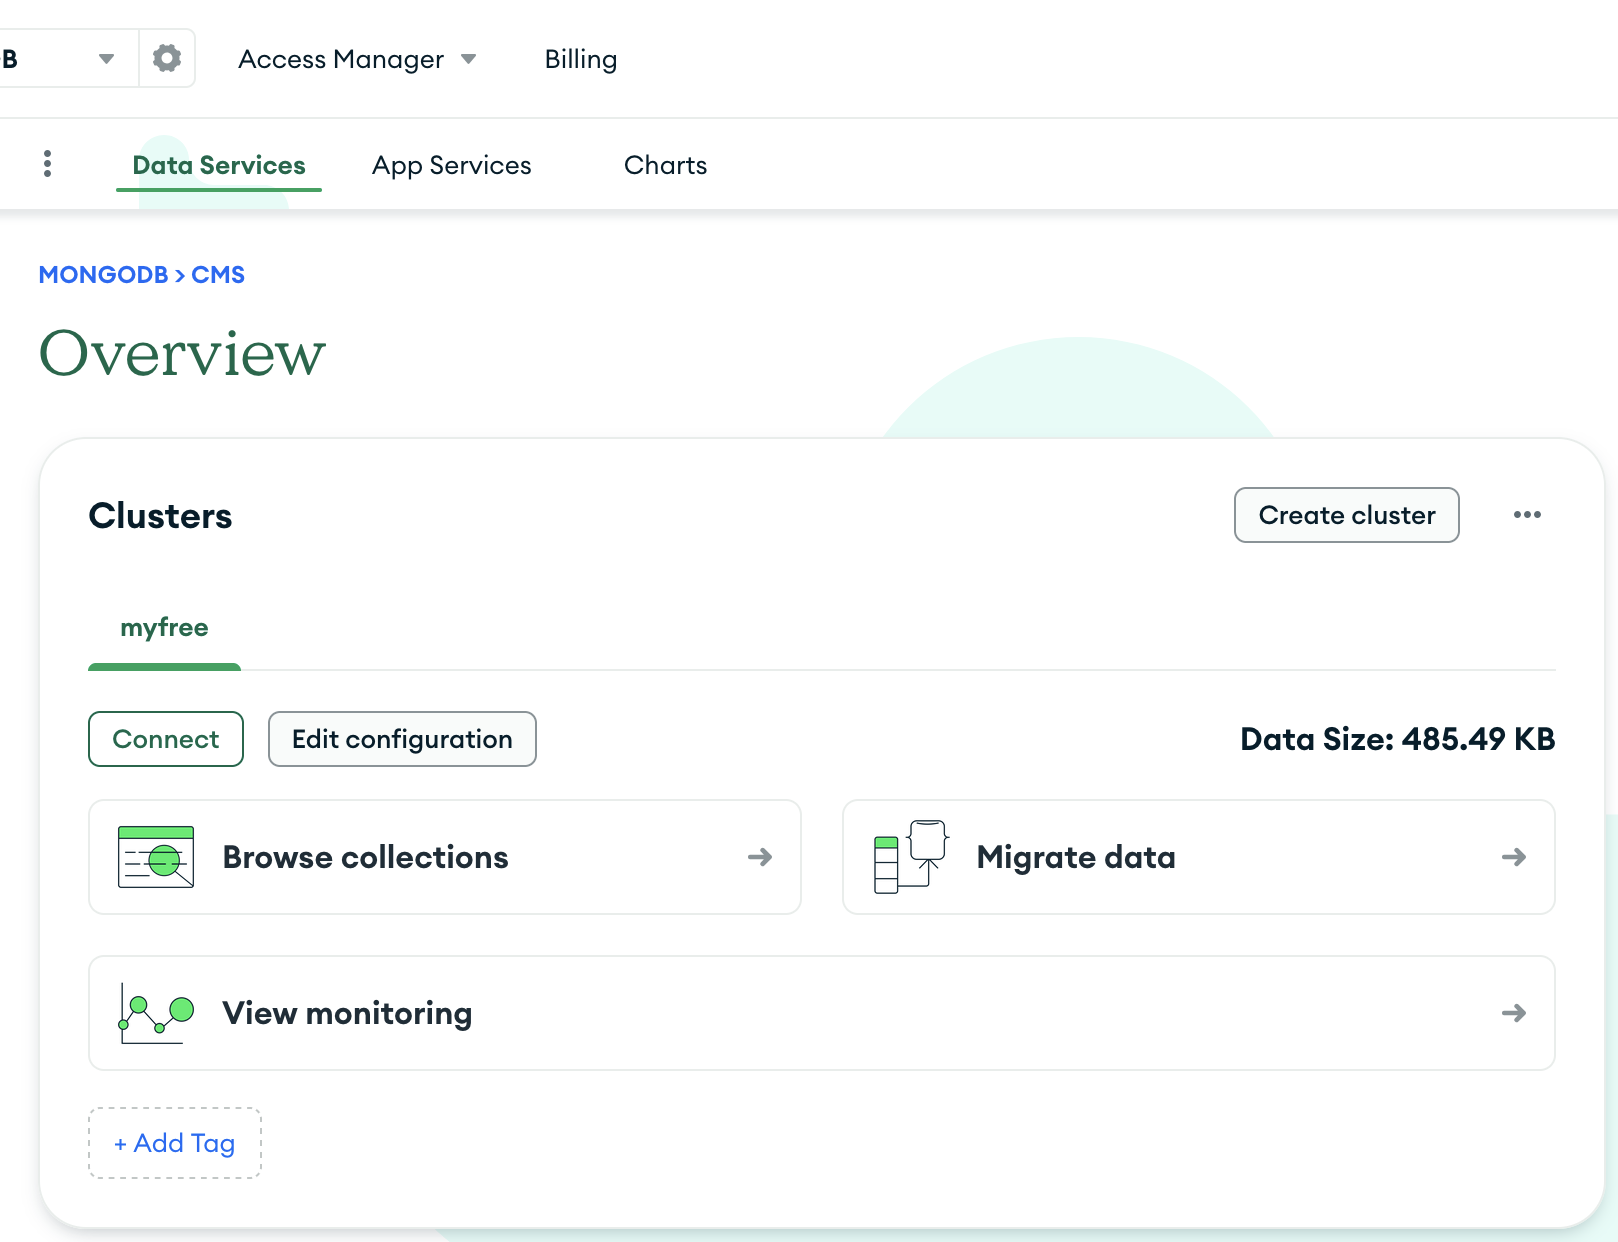 B
Access Manager
Billing
Data Services
App Services
Charts
MONGODB > CMS
Overview
Clusters
Create cluster
myfree
Connect
Edit configuration
Data Size: 485.49 KB
Browse collections
Migrate data
View monitoring
+ Add Tag